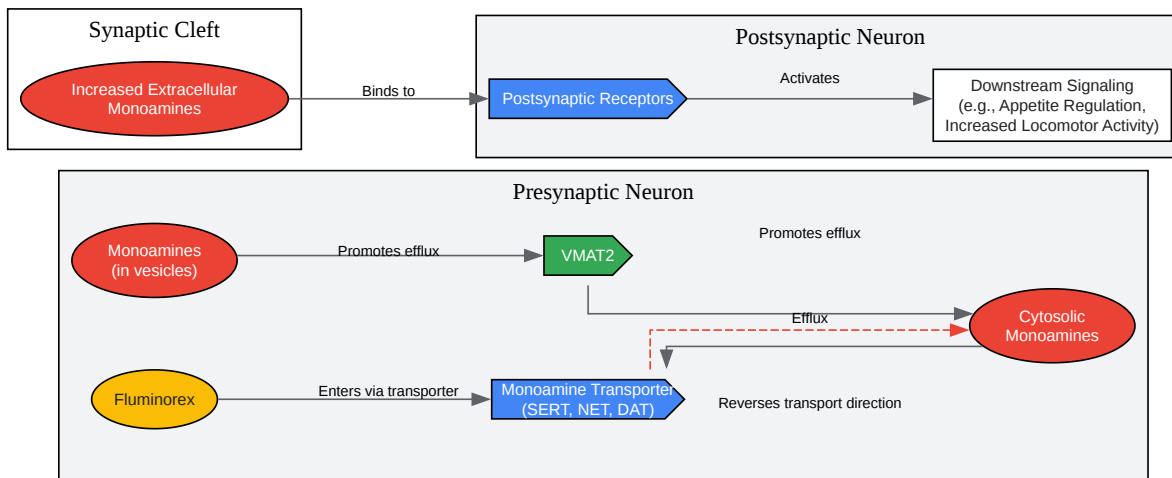 Synaptic Cleft
Increased Extracellular
Monoamines
Binds to
Postsynaptic Neuron
Postsynaptic Receptors
Activates
Downstream Signaling
(e.g., Appetite Regulation,
Increased Locomotor Activity)
Presynaptic Neuron
Monoamines
(in vesicles)
Promotes efflux
VMAT2
Promotes efflux
Efflux
Cytosolic
Monoamines
Fluminorex
Enters via transporter
Monoamine Transporter
(SERT, NET, DAT)
Reverses transport direction